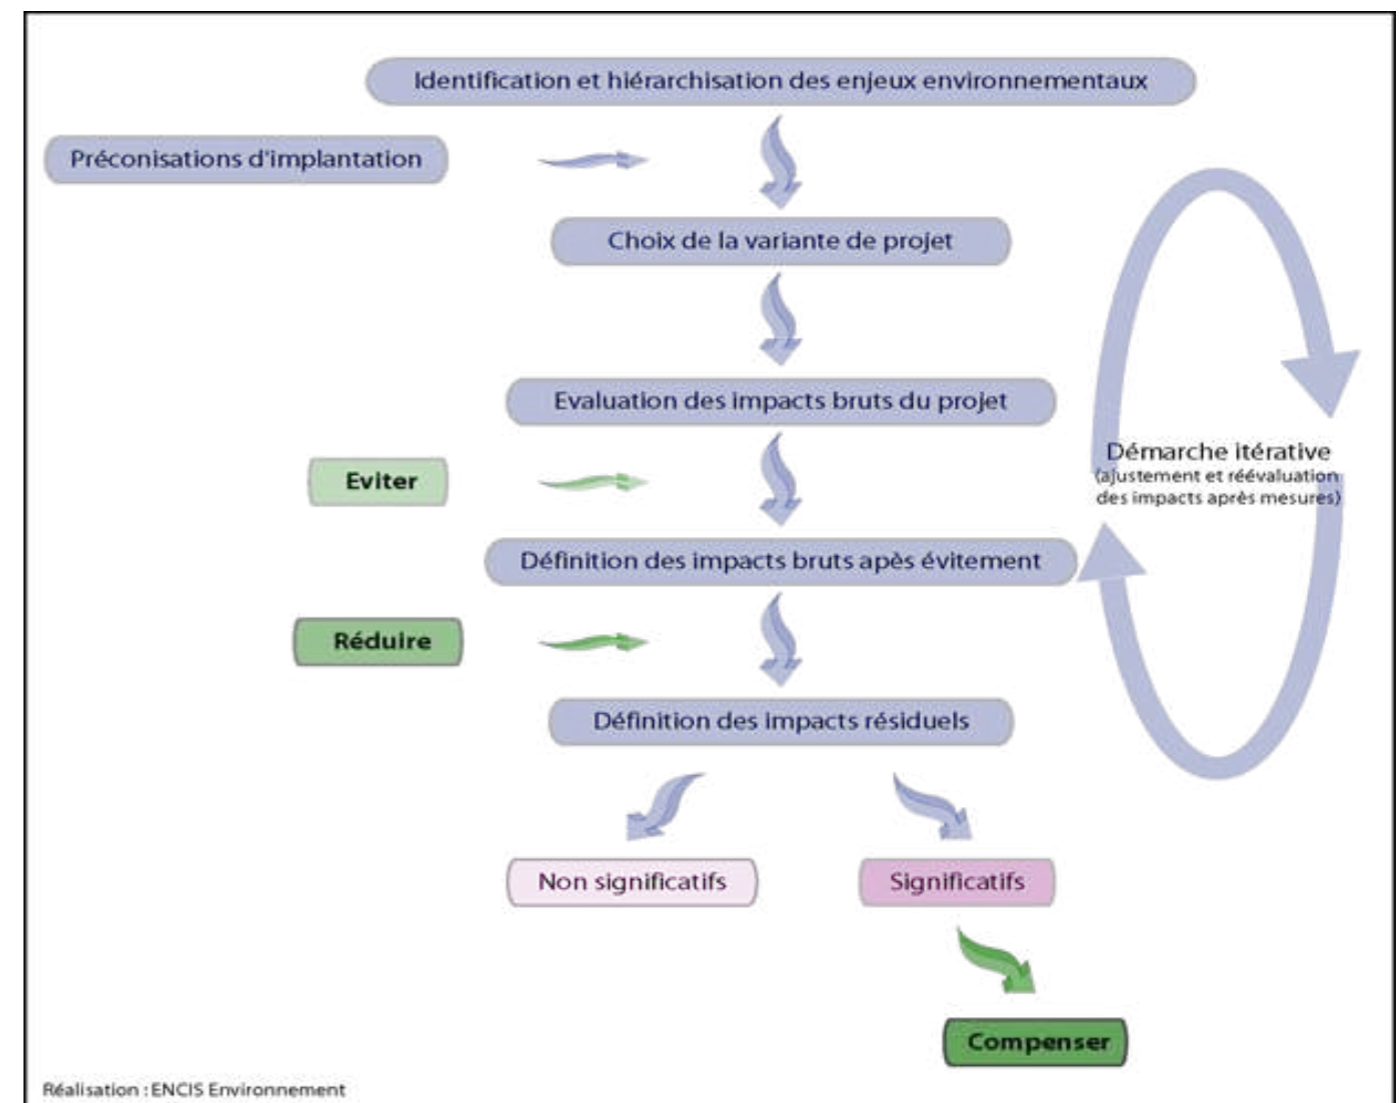 Identification et hiérarchisation des enjeux environnementaux
Préconisations d'implantation
Choix de la variante de projet
Evaluation des impacts bruts du projet
Démarche itérative
(ajustement et réévaluation
des impacts après mesures)
Eviter
Définition des impacts bruts apès évitement
Réduire
Définition des impacts résiduels
Non significatifs
Significatifs
Compenser
Réalisation : ENCIS Environnement